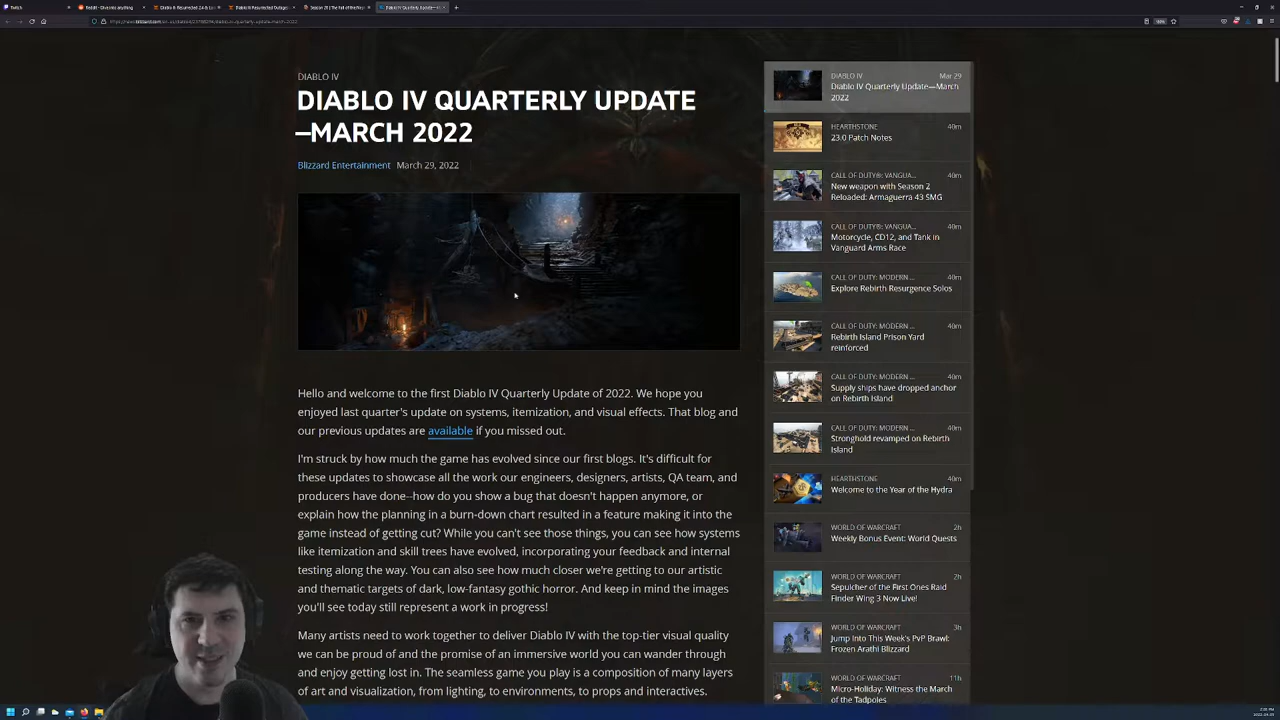 Twitch
Reddit - Dive into anything
DIABLO IV
DIABLO IV QUARTERLY UPDATE
—MARCH 2022
Blizzard Entertainment March 29, 2022
Hello and welcome to the first Diablo IV Quarterly Update of 2022. We hope you
enjoyed last quarter's update on systems, itemization, and visual effects. That blog and
our previous updates are available if you missed out.
I'm struck by how much the game has evolved since our first blogs. It's difficult for
these updates to showcase all the work our engineers, designers, artists, QA team, and
producers have done--how do you show a bug that doesn't happen anymore, or
explain how the planning in a burn-down chart resulted in a feature making it into the
game instead of getting cut? While you can't see those things, you can see how systems
like itemization and skill trees have evolved, incorporating your feedback and internal
testing along the way. You can also see how much closer we're getting to our artistic
and thematic targets of dark, low-fantasy gothic horror. And keep in mind the images
you'll see today still represent a work in progress!
Many artists need to work together to deliver Diablo IV with the top-tier visual quality
we can be proud of and the promise of an immersive world you can wander through
and enjoy getting lost in. The seamless game you play is a composition of many layers
of art and visualization, from lighting, to environments, to props and interactives.
DIABLO IV Mar 29
Diablo IV Quarterly Update—March
2022
HEARTHSTONE 40m
23.0 Patch Notes
CALL OF DUTY®: VANGUA... 40m
New weapon with Season 2
Reloaded: Armaguerra 43 SMG
CALL OF DUTY®: VANGUA... 40m
Motorcycle, CD12, and Tank in
Vanguard Arms Race
CALL OF DUTY: MODERN ... 40m
Explore Rebirth Resurgence Solos
CALL OF DUTY: MODERN ... 40m
Rebirth Island Prison Yard
reinforced
CALL OF DUTY: MODERN ... 40m
Supply ships have dropped anchor
on Rebirth Island
CALL OF DUTY: MODERN ... 40m
Stronghold revamped on Rebirth
Island
HEARTHSTONE 40m
Welcome to the Year of the Hydra
WORLD OF WARCRAFT 2h
Weekly Bonus Event: World Quests
WORLD OF WARCRAFT 2h
Sepulcher of the First Ones Raid
Finder Wing 3 Now Live!
WORLD OF WARCRAFT 3h
Jump Into This Week's PvP Brawl:
Frozen Arathi Blizzard
WORLD OF WARCRAFT 11h
Micro-Holiday: Witness the March
of the Tadpoles